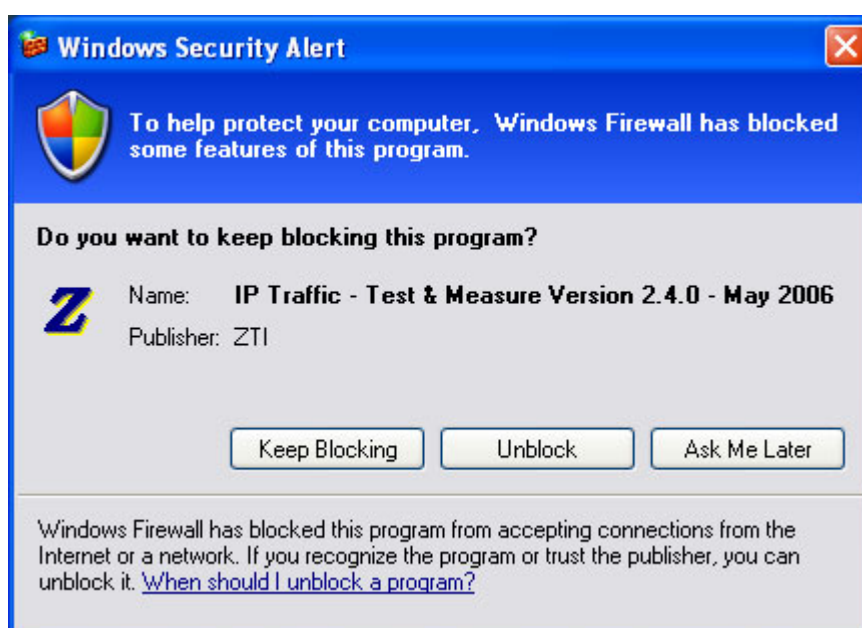 Windows Security Alert
To help protect your computer, Windows Firewall has blocked
some features of this program.
Do you want to keep blocking this program?
Z
Name: IP Traffic - Test & Measure Version 2.4.0 - May 2006
Publisher: ZTI
Keep Blocking Unblock Ask Me Later
Windows Firewall has blocked this program from accepting connections from the
Internet or a network. If you recognize the program or trust the publisher, you can
unblock it. When should I unblock a program?